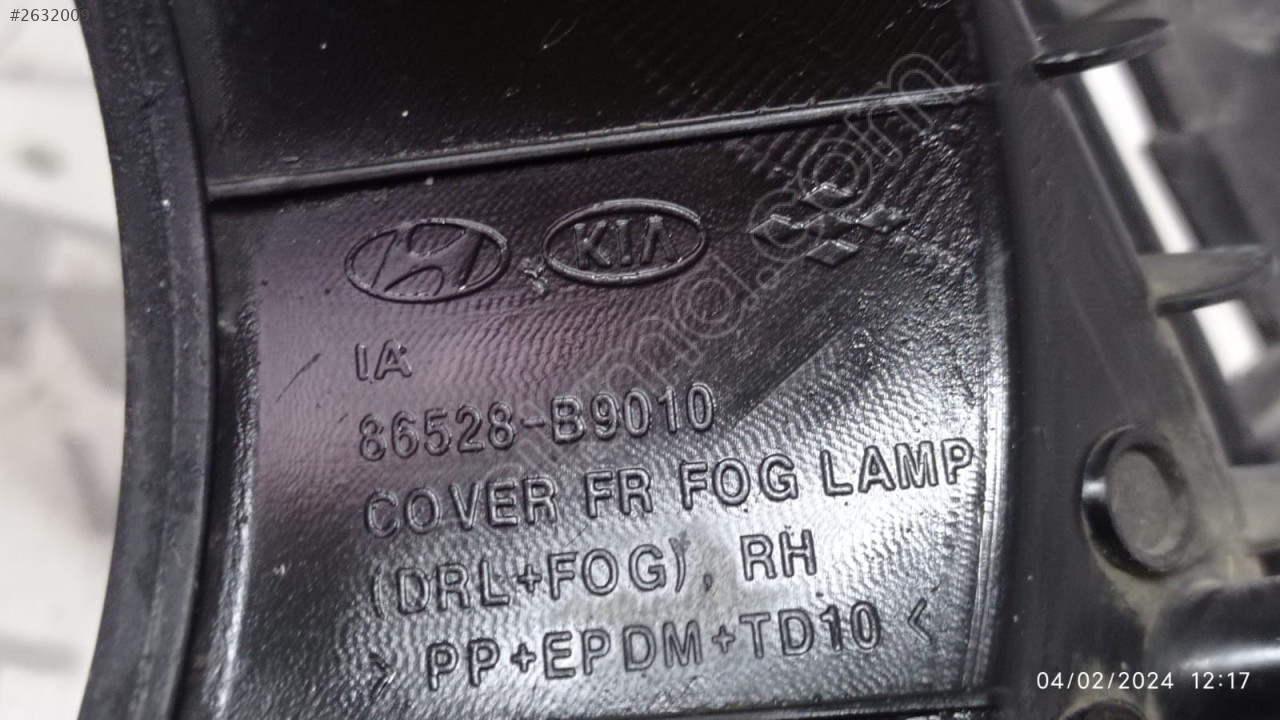 #2632009
KIA
IA
86528-B9010
COVER FR FOG LAMP
(DRL+FOG), RH
> PP+EPDM+TD10 <
04/02/2024 12:17